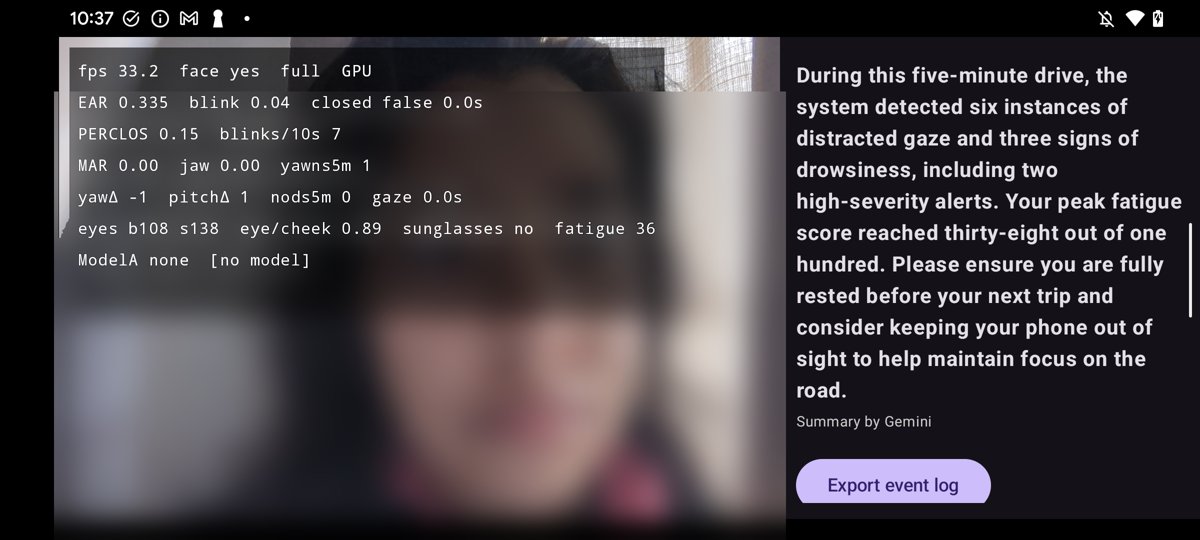 10:37
fps 33.2 face yes full GPU
EAR 0.335 blink 0.04 closed false 0.0s
PERCLOS 0.15 blinks/10s 7
MAR 0.00 jaw 0.00 yawns5m 1
yawΔ -1 pitchΔ 1 nods5m 0 gaze 0.0s
eyes b108 s138 eye/cheek 0.89 sunglasses no fatigue 36
ModelA none [no model]
During this five-minute drive, the
system detected six instances of
distracted gaze and three signs of
drowsiness, including two
high-severity alerts. Your peak fatigue
score reached thirty-eight out of one
hundred. Please ensure you are fully
rested before your next trip and
consider keeping your phone out of
sight to help maintain focus on the
road.
Summary by Gemini
Export event log